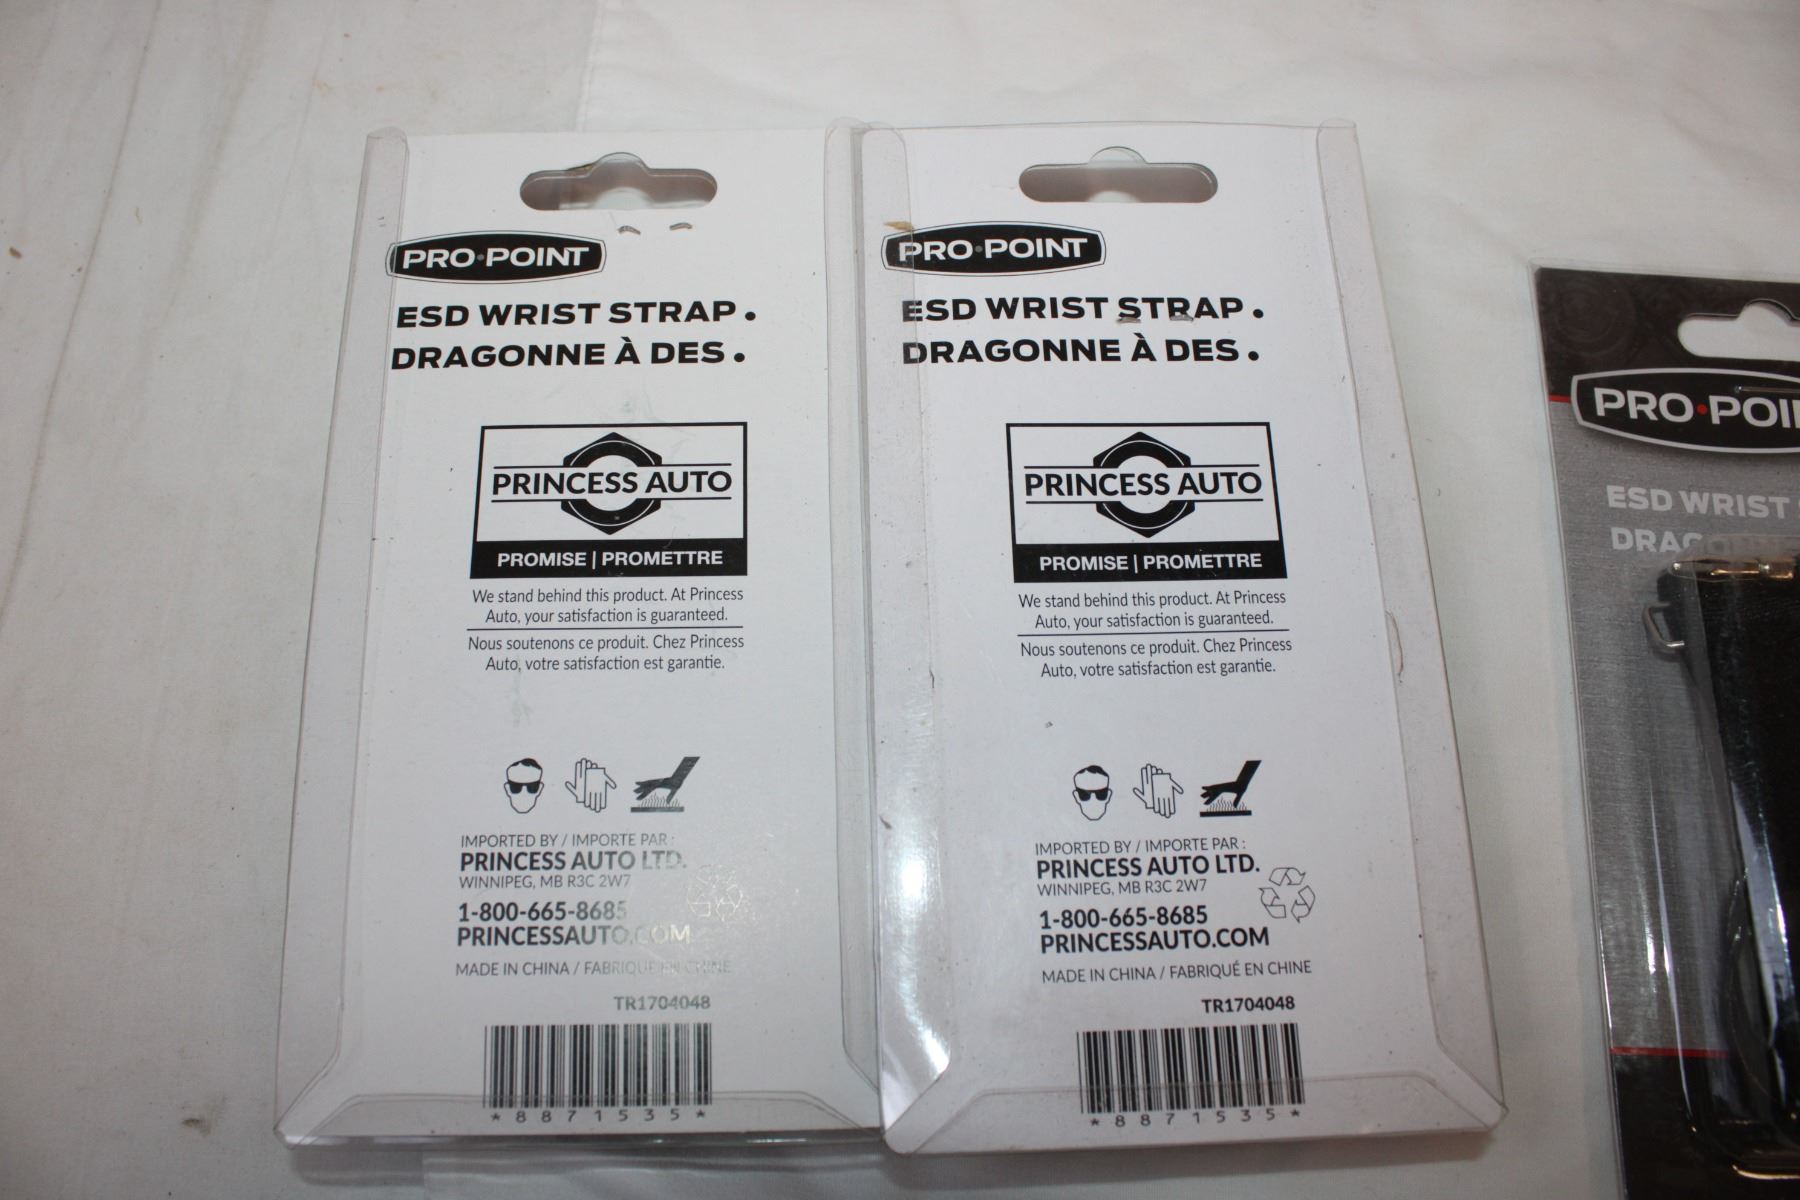 PRO•POINT
ESD WRIST STRAP.
DRAGONNE À DES.
PRINCESS AUTO
PROMISE | PROMETTRE
We stand behind this product. At Princess
Auto, your satisfaction is guaranteed.
Nous soutenons ce produit. Chez Princess
Auto, votre satisfaction est garantie.
IMPORTED BY / IMPORTE PAR :
PRINCESS AUTO LTD.
WINNIPEG, MB R3C 2W7
1-800-665-8685
PRINCESSAUTO.COM
MADE IN CHINA / FABRIQUÉ EN CHINE
TR1704048
*8871535*
PRO•POINT
ESD WRIST STRAP.
DRAGONNE À DES.
PRINCESS AUTO
PROMISE | PROMETTRE
We stand behind this product. At Princess
Auto, your satisfaction is guaranteed.
Nous soutenons ce produit. Chez Princess
Auto, votre satisfaction est garantie.
IMPORTED BY / IMPORTE PAR :
PRINCESS AUTO LTD.
WINNIPEG, MB R3C 2W7
1-800-665-8685
PRINCESSAUTO.COM
MADE IN CHINA / FABRIQUÉ EN CHINE
TR1704048
*8871535*
PRO•POI
ESD WRIST